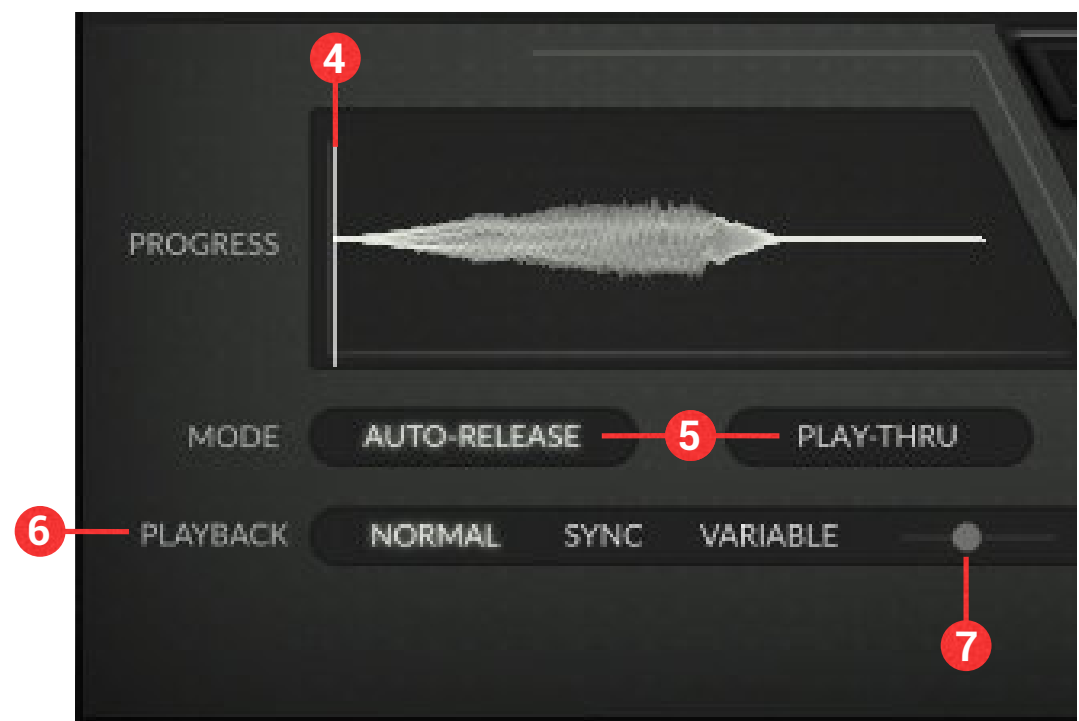 4
PROGRESS
MODE AUTO-RELEASE 5 PLAY-THRU
6 PLAYBACK NORMAL SYNC VARIABLE
7